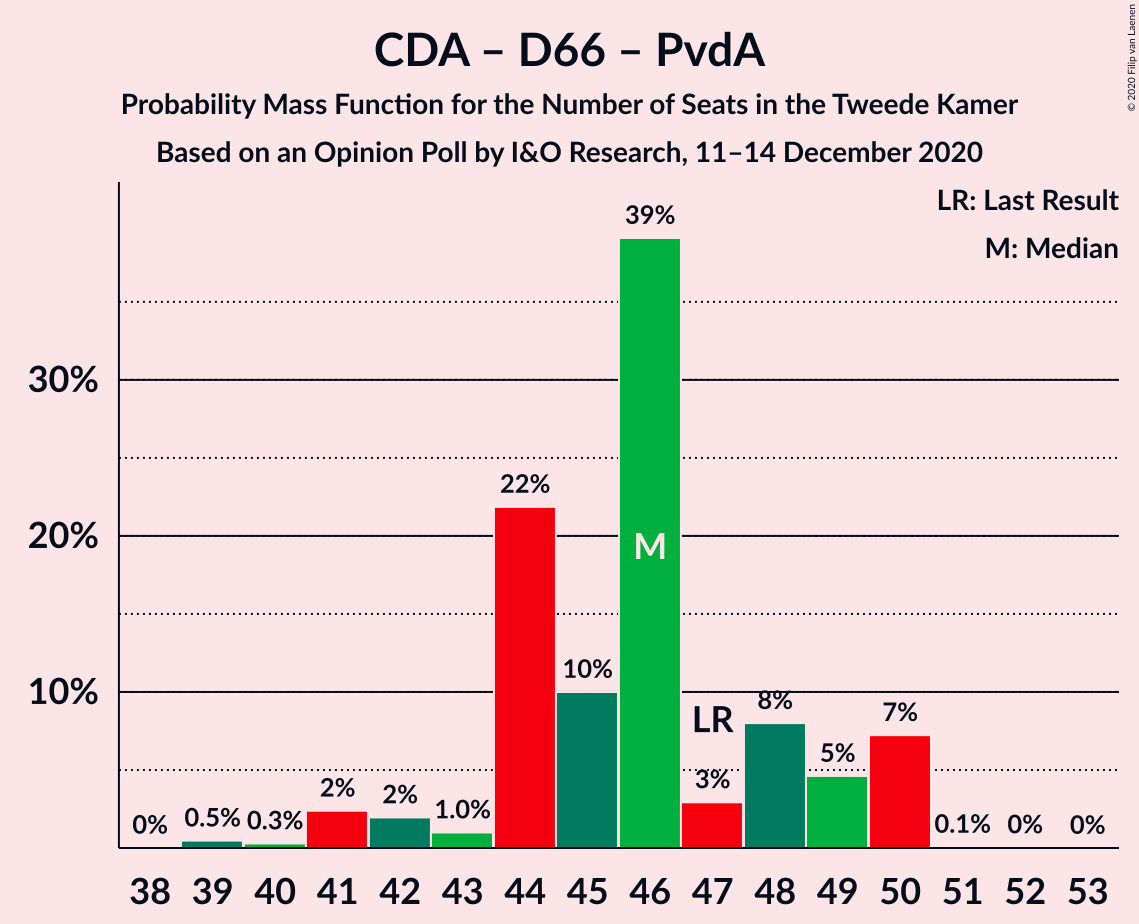 CDA – D66 – PvdA
Probability Mass Function for the Number of Seats in the Tweede Kamer
Based on an Opinion Poll by I&O Research, 11–14 December 2020
© 2020 Filip van Laenen
LR: Last Result
M: Median
30%
20%
10%
0%
0.5%
0.3%
2%
2%
1.0%
22%
10%
39%
M
LR
3%
8%
5%
7%
0.1%
0%
0%
38 39 40 41 42 43 44 45 46 47 48 49 50 51 52 53